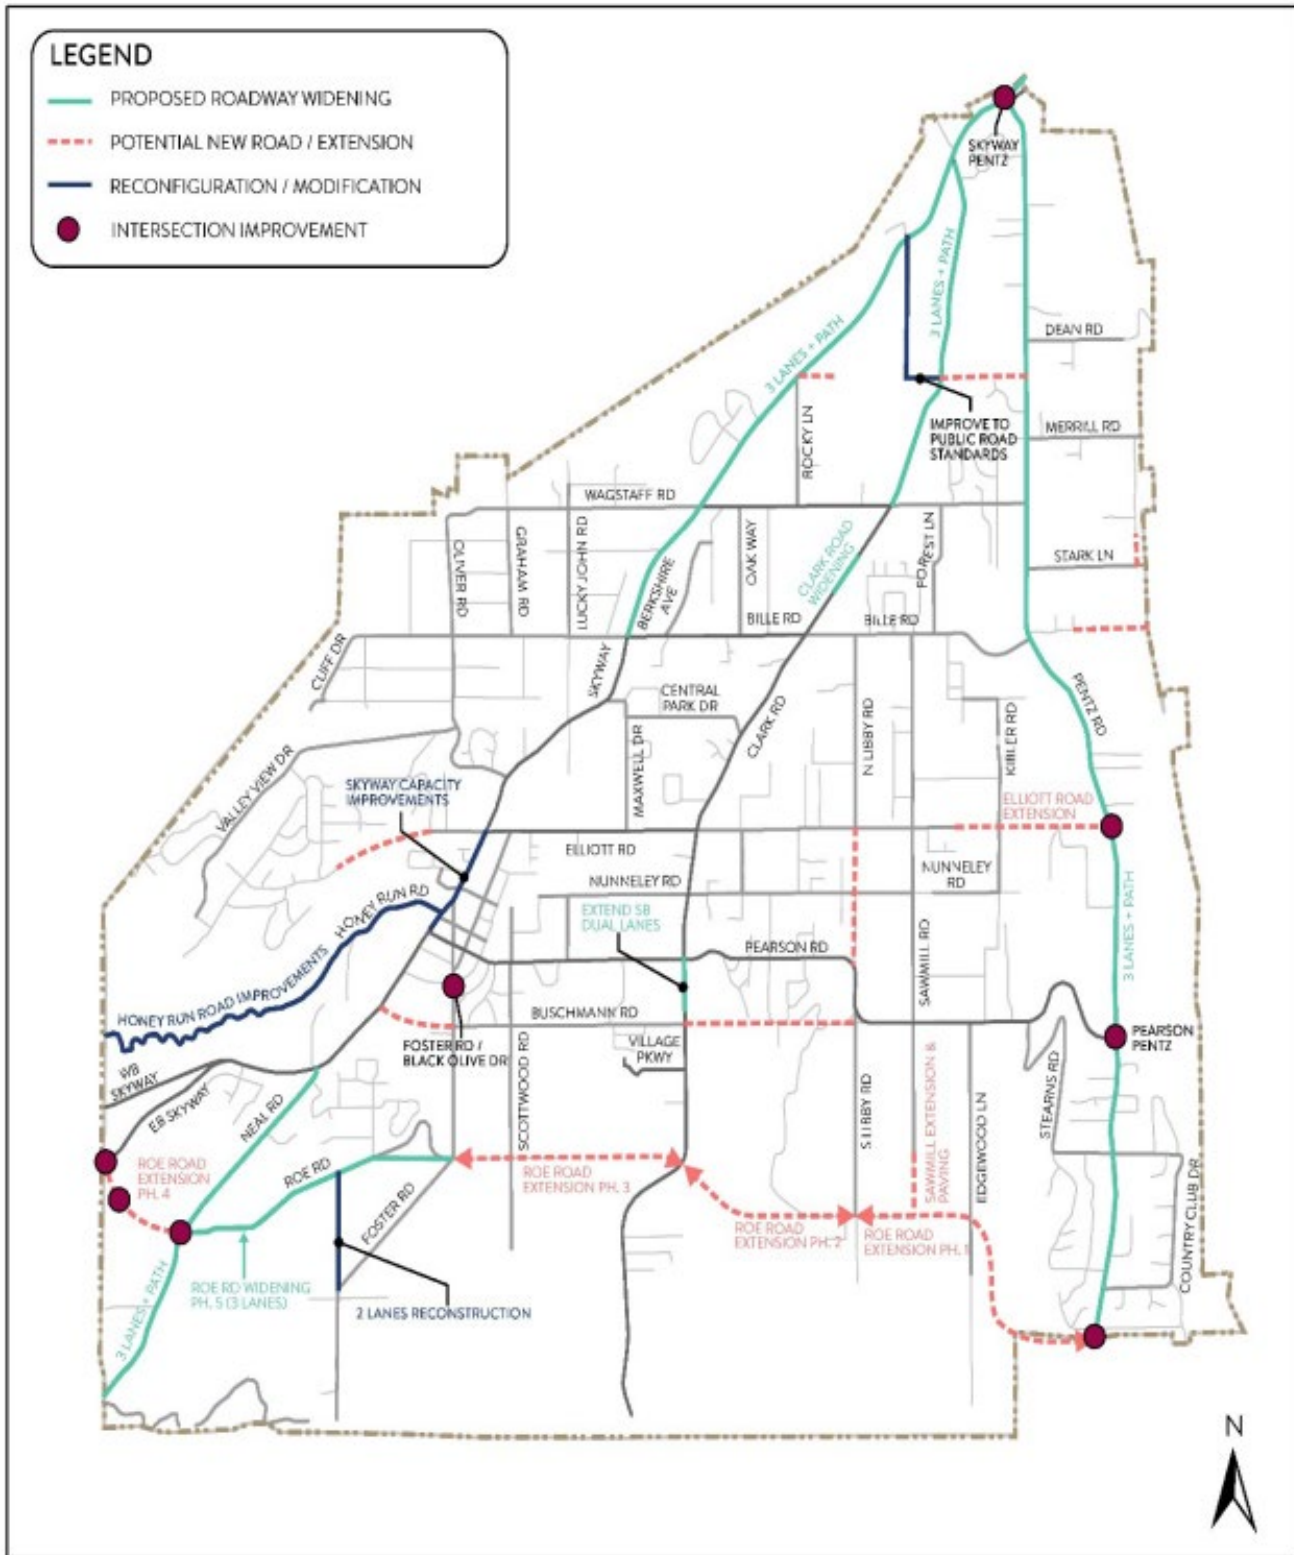 LEGEND
PROPOSED ROADWAY WIDENING
POTENTIAL NEW ROAD / EXTENSION
RECONFIGURATION / MODIFICATION
INTERSECTION IMPROVEMENT
SKYWAY
PENTZ
3 LANES + PATH
3 LANES + PATH
DEAN RD
ROCKY LN
IMPROVE TO
PUBLIC ROAD
STANDARDS
MERRILL RD
WAGSTAFF RD
OLIVER RD
GRAHAM RD
LUCKY JOHN RD
BERKSHIRE
AVE
OAK WAY
CLARK ROAD
WIDENING
FOREST LN
STARK LN
BILLE RD
BILLE RD
CLIFF DR
SKYWAY
CENTRAL
PARK DR
CLARK RD
N LIBBY RD
KIBLER RD
PENTZ RD
VALLEY VIEW DR
SKYWAY CAPACITY
IMPROVEMENTS
MAXWELL DR
ELLIOTT ROAD
EXTENSION
ELLIOTT RD
NUNNELEY RD
NUNNELEY
RD
HONEY RUN RD
EXTEND SB
DUAL LANES
PEARSON RD
SAWMILL RD
3 LANES + PATH
HONEY RUN ROAD IMPROVEMENTS
BUSCHMANN RD
FOSTER RD /
BLACK OLIVE DR
VILLAGE
PKWY
PEARSON
PENTZ
WB
SKYWAY
EB SKYWAY
NEAL RD
SCOTTWOOD RD
S LIBBY RD
SAWMILL EXTENSION &
PAVING
EDGEWOOD LN
STEARNS RD
ROE ROAD
EXTENSION
PH. 4
ROE RD
ROE ROAD
EXTENSION PH. 3
FOSTER RD
ROE ROAD
EXTENSION PH. 2
ROE ROAD
EXTENSION PH. 1
COUNTRY CLUB DR
3 LANES + PATH
ROE RD WIDENING
PH. 5 (3 LANES)
2 LANES RECONSTRUCTION
N